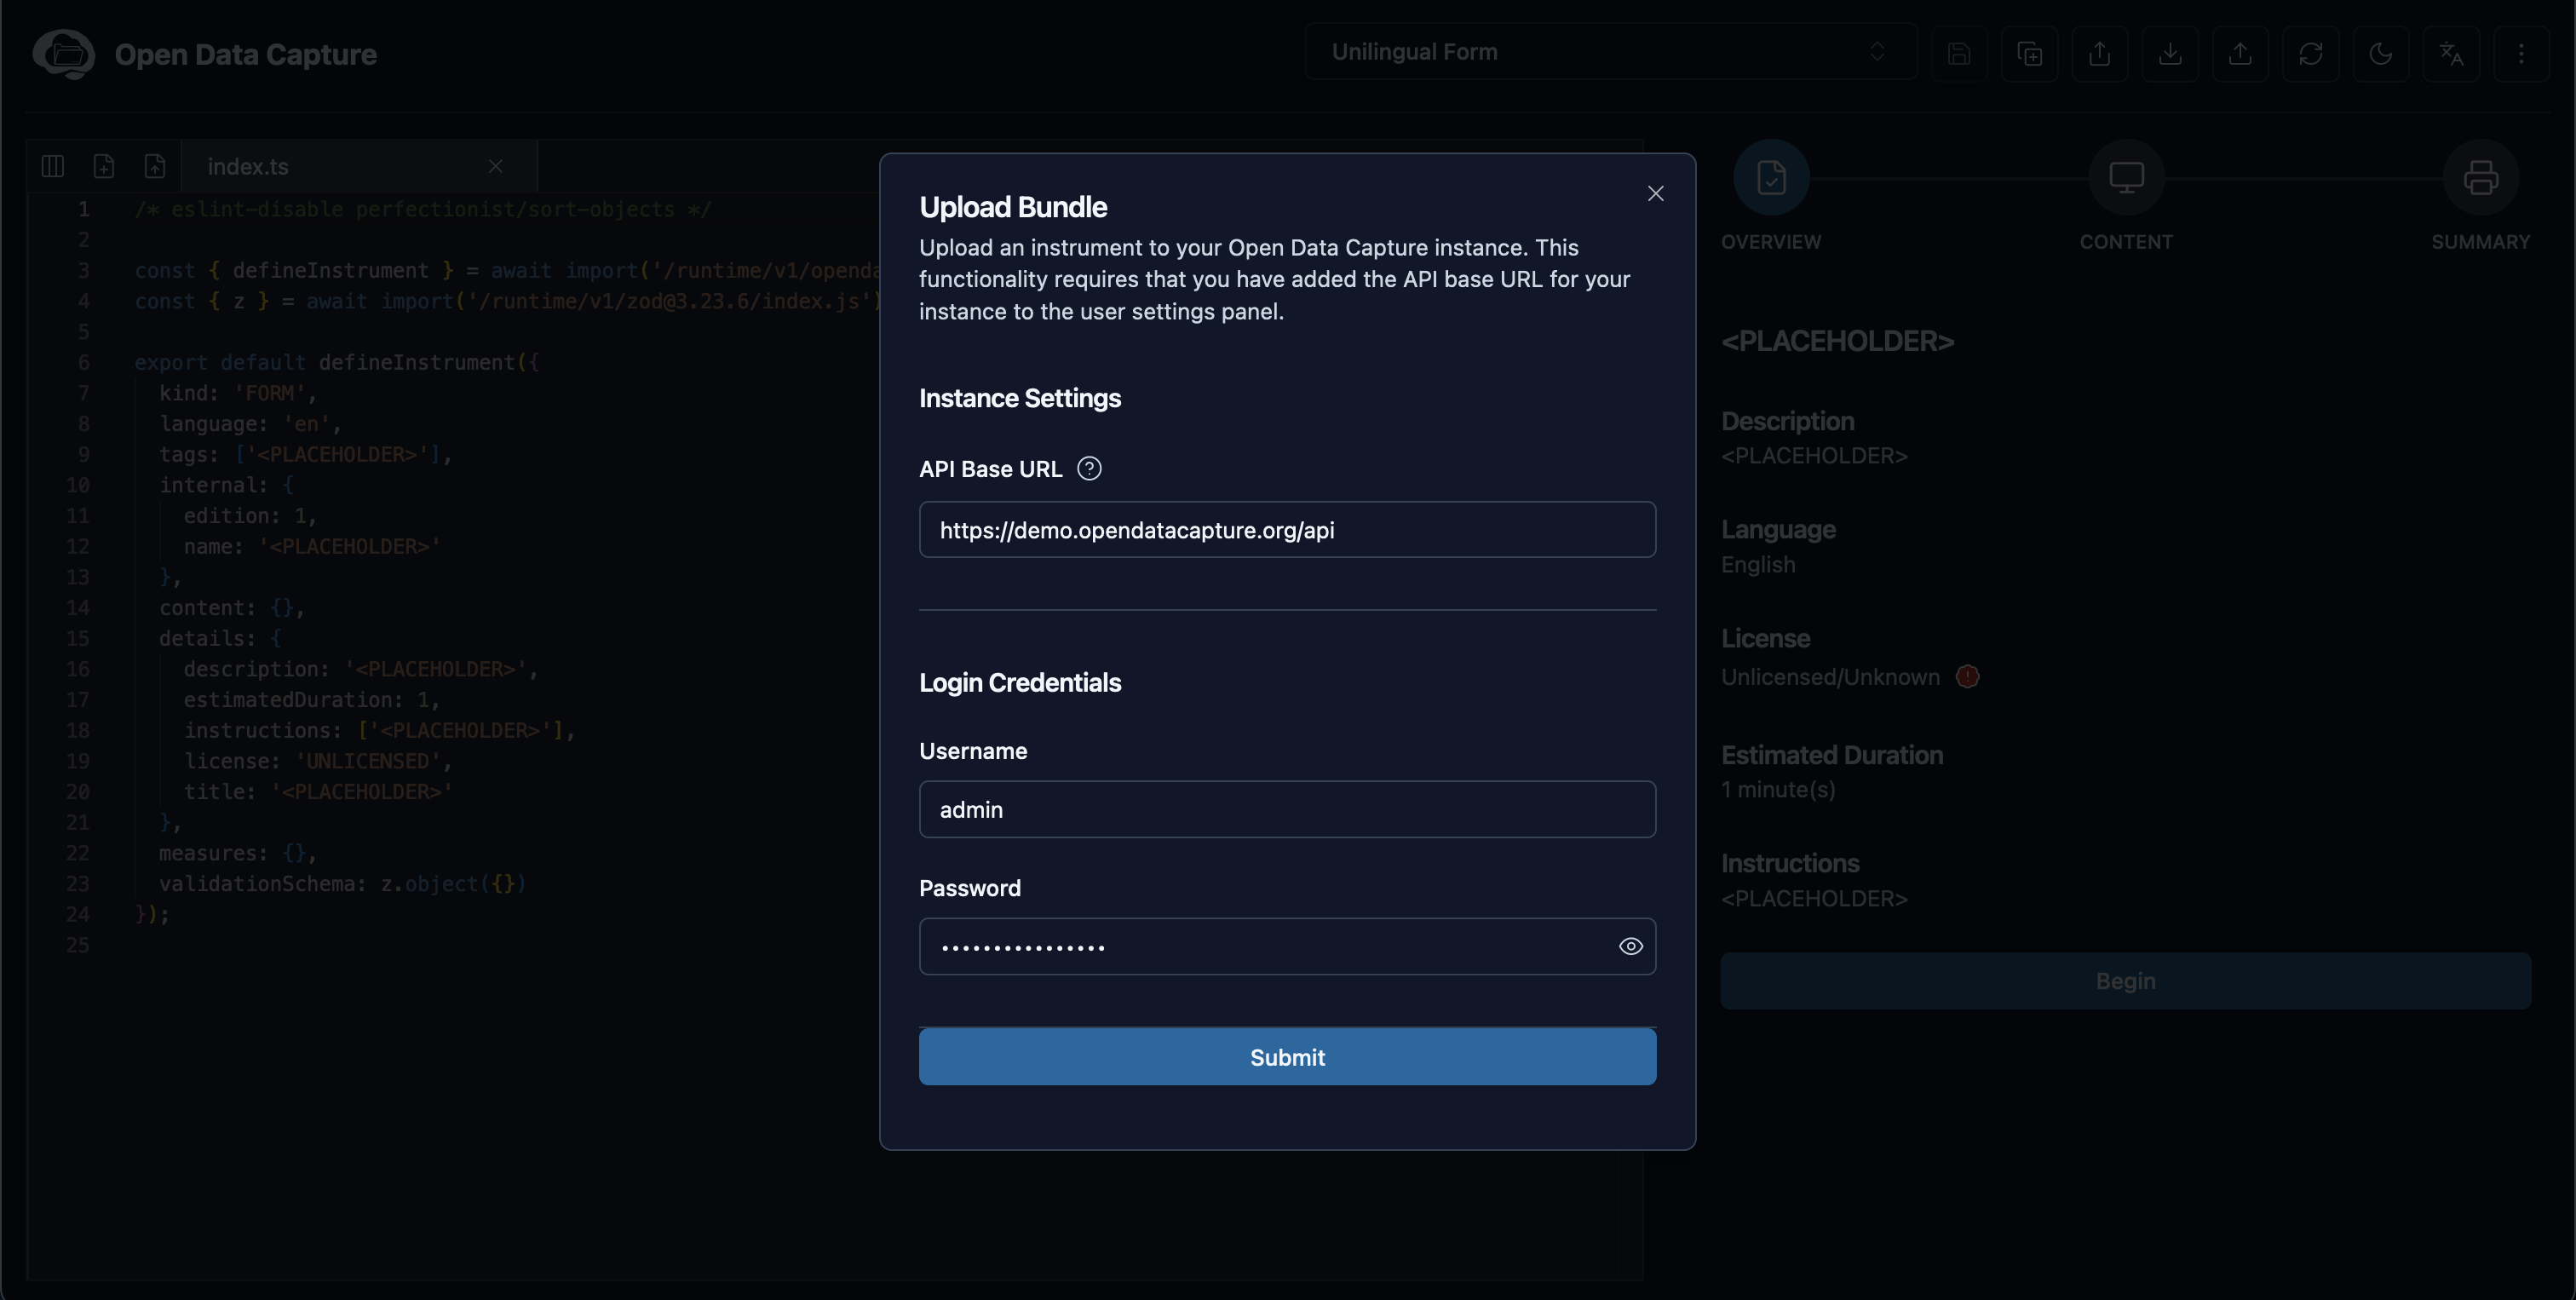 Open Data Capture
Unilingual Form
index.ts
1 /* eslint-disable perfectionist/sort-objects */
2
3 const { defineInstrument } = await import('/runtime/v1/openda
4 const { z } = await import('/runtime/v1/zod@3.23.6/index.js')
5
6 export default defineInstrument({
7 kind: 'FORM',
8 language: 'en',
9 tags: ['<PLACEHOLDER>'],
10 internal: {
11 edition: 1,
12 name: '<PLACEHOLDER>'
13 },
14 content: {},
15 details: {
16 description: '<PLACEHOLDER>',
17 estimatedDuration: 1,
18 instructions: ['<PLACEHOLDER>'],
19 license: 'UNLICENSED',
20 title: '<PLACEHOLDER>'
21 },
22 measures: {},
23 validationSchema: z.object({})
24 });
25
Upload Bundle
Upload an instrument to your Open Data Capture instance. This
functionality requires that you have added the API base URL for your
instance to the user settings panel.
Instance Settings
API Base URL
https://demo.opendatacapture.org/api
Login Credentials
Username
admin
Password
••••••••••••••••
Submit
OVERVIEW
CONTENT
SUMMARY
<PLACEHOLDER>
Description
<PLACEHOLDER>
Language
English
License
Unlicensed/Unknown
Estimated Duration
1 minute(s)
Instructions
<PLACEHOLDER>
Begin